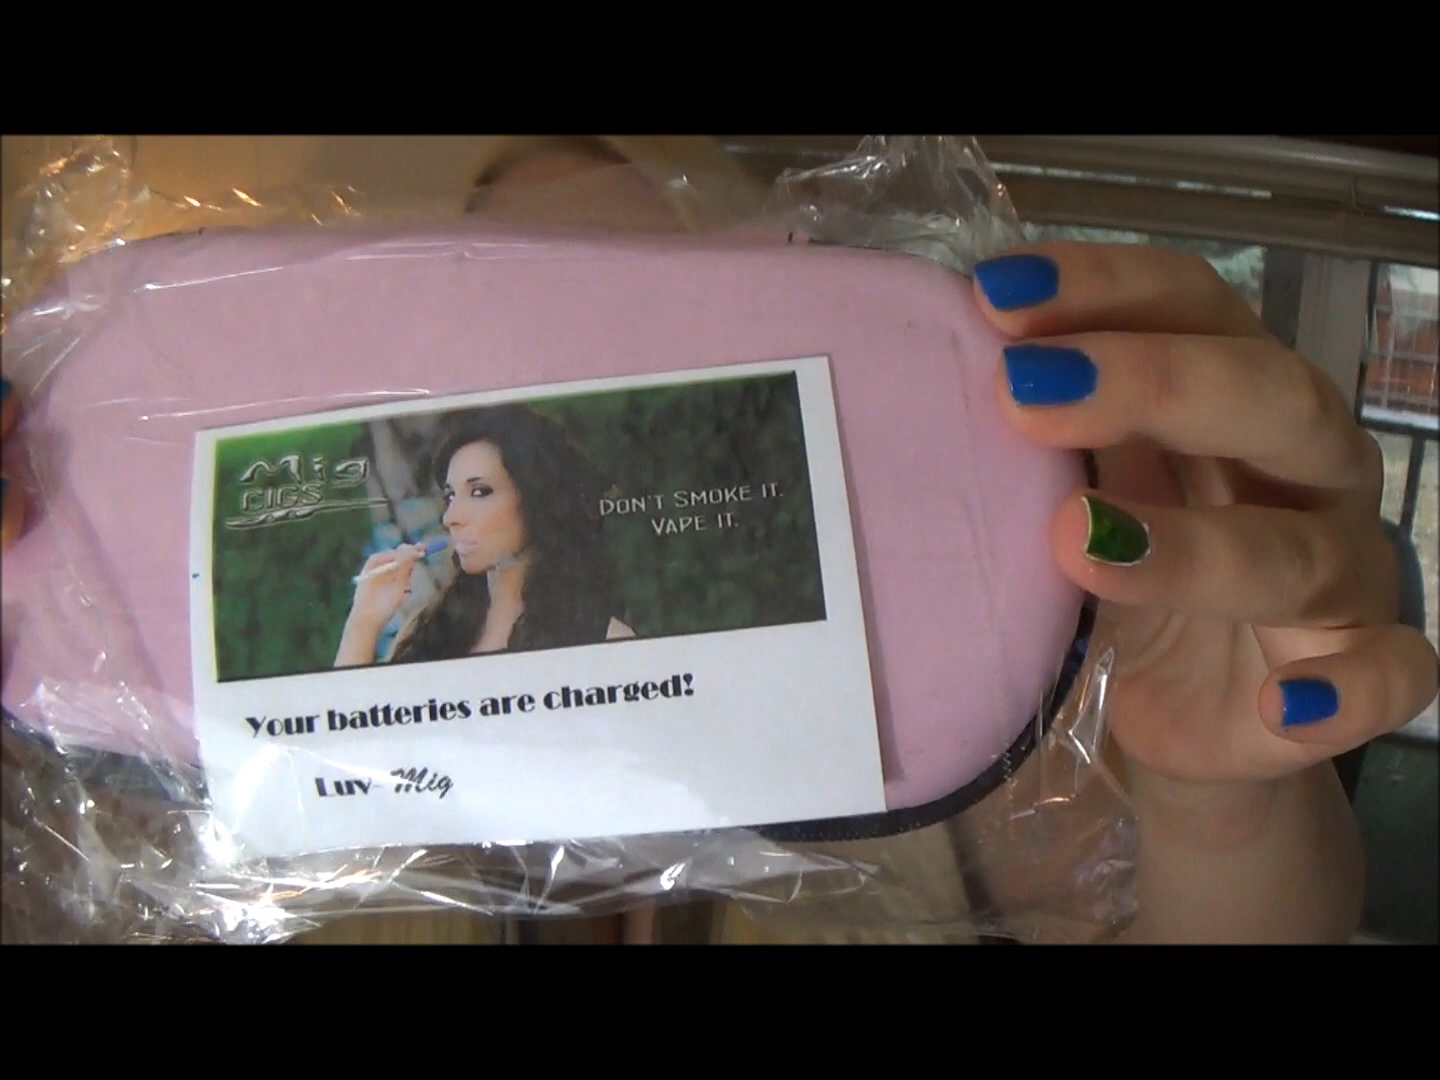 Mig
CIGS
DON'T SMOKE IT.
VAPE IT.
Your batteries are charged!
Luv- Mig